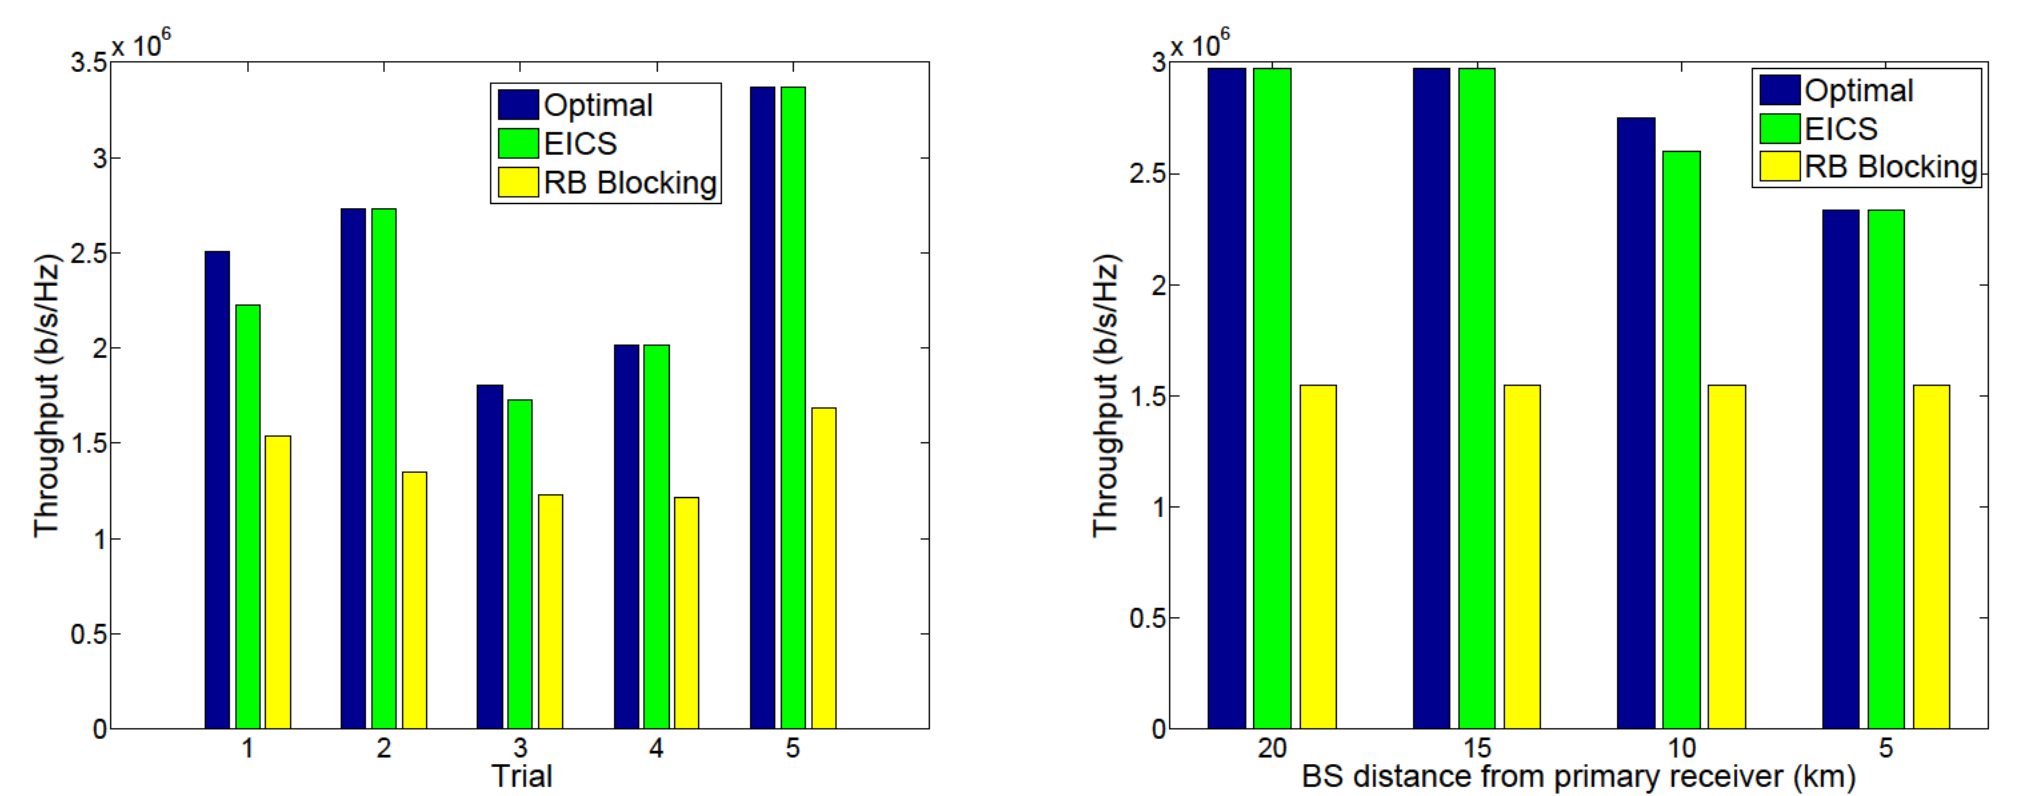 x 10^6
3.5
3
2.5
2
1.5
1
0.5
0
Throughput (b/s/Hz)
Optimal
EICS
RB Blocking
1 2 3 4 5
Trial
x 10^6
3
2.5
2
1.5
1
0.5
0
Throughput (b/s/Hz)
Optimal
EICS
RB Blocking
20 15 10 5
BS distance from primary receiver (km)